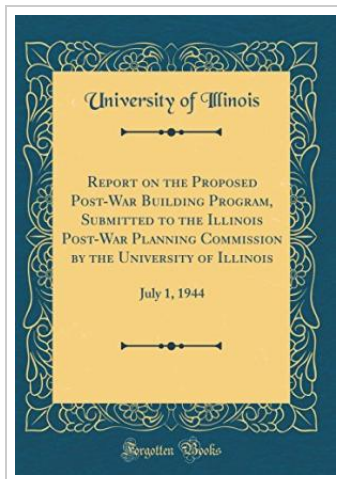 University of Illinois
Report on the Proposed
Post-War Building Program,
Submitted to the Illinois
Post-War Planning Commission
by the University of Illinois
July 1, 1944
Forgotten Books